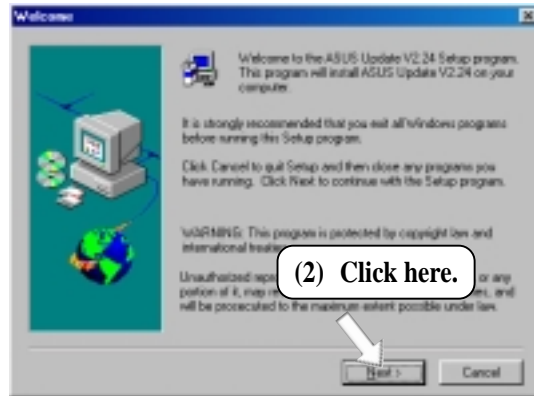 Welcome
Welcome to the ASUS Update V2.24 Setup program.
This program will install ASUS Update V2.24 on your
computer.
It is strongly recommended that you exit all Windows programs
before running this Setup program.
Click Cancel to quit Setup and then close any programs you
have running. Click Next to continue with the Setup program.
WARNING: This program is protected by copyright law and
international
Unauthorized or any
portion of it, may and
will be prosecuted to the maximum extent possible under law.
(2) Click here.
Next >
Cancel